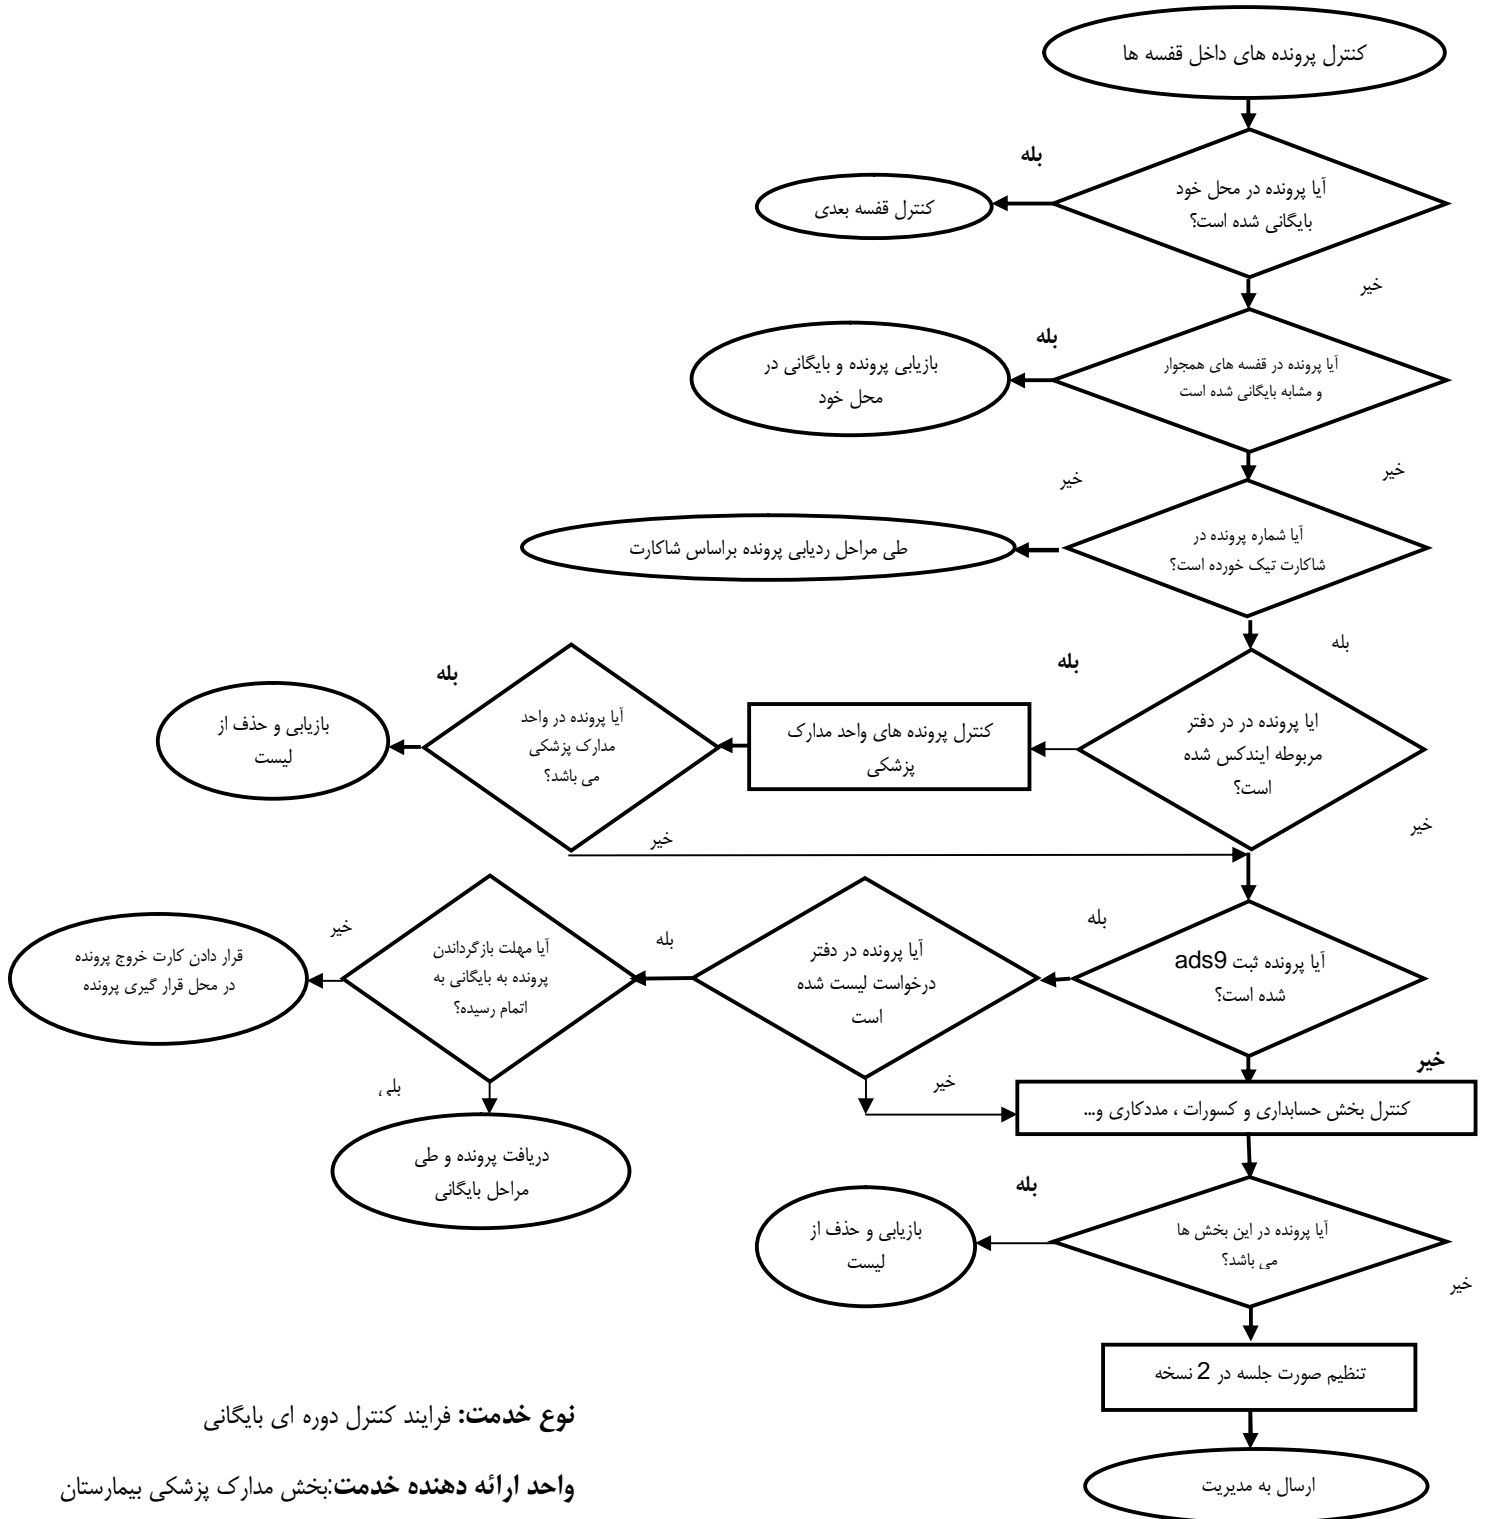 کنترل پرونده های داخل قفسه ها
بله
آیا پرونده در محل خود
بایگانی شده است؟
کنترل قفسه بعدی
خیر
بله
آیا پرونده در قفسه های همجوار
و مشابه بایگانی شده است
بازیابی پرونده و بایگانی در
محل خود
خیر
خیر
آیا شماره پرونده در
شاکارت تیک خورده است؟
طی مراحل ردیابی پرونده براساس شاکارت
بله
بله
ایا پرونده در در دفتر
مربوطه ایندکس شده
است؟
کنترل پرونده های واحد مدارک
پزشکی
بله
آیا پرونده در واحد
مدارک پزشکی
می باشد؟
بازیابی و حذف از
لیست
خیر
خیر
بله
آیا پرونده ثبت ads9
شده است؟
بله
آیا پرونده در دفتر
درخواست لیست شده
است
خیر
آیا مهلت بازگرداندن
پرونده به بایگانی به
اتمام رسیده؟
قرار دادن کارت خروج پرونده
در محل قرار گیری پرونده
خیر
خیر
بلی
کنترل بخش حسابداری و کسورات ، مددکاری و...
دریافت پرونده و طی
مراحل بایگانی
بله
آیا پرونده در این بخش ها
می باشد؟
بازیابی و حذف از
لیست
خیر
تنظیم صورت جلسه در 2 نسخه
ارسال به مدیریت
نوع خدمت: فرایند کنترل دوره ای بایگانی
واحد ارائه دهنده خدمت:بخش مدارک پزشکی بیمارستان